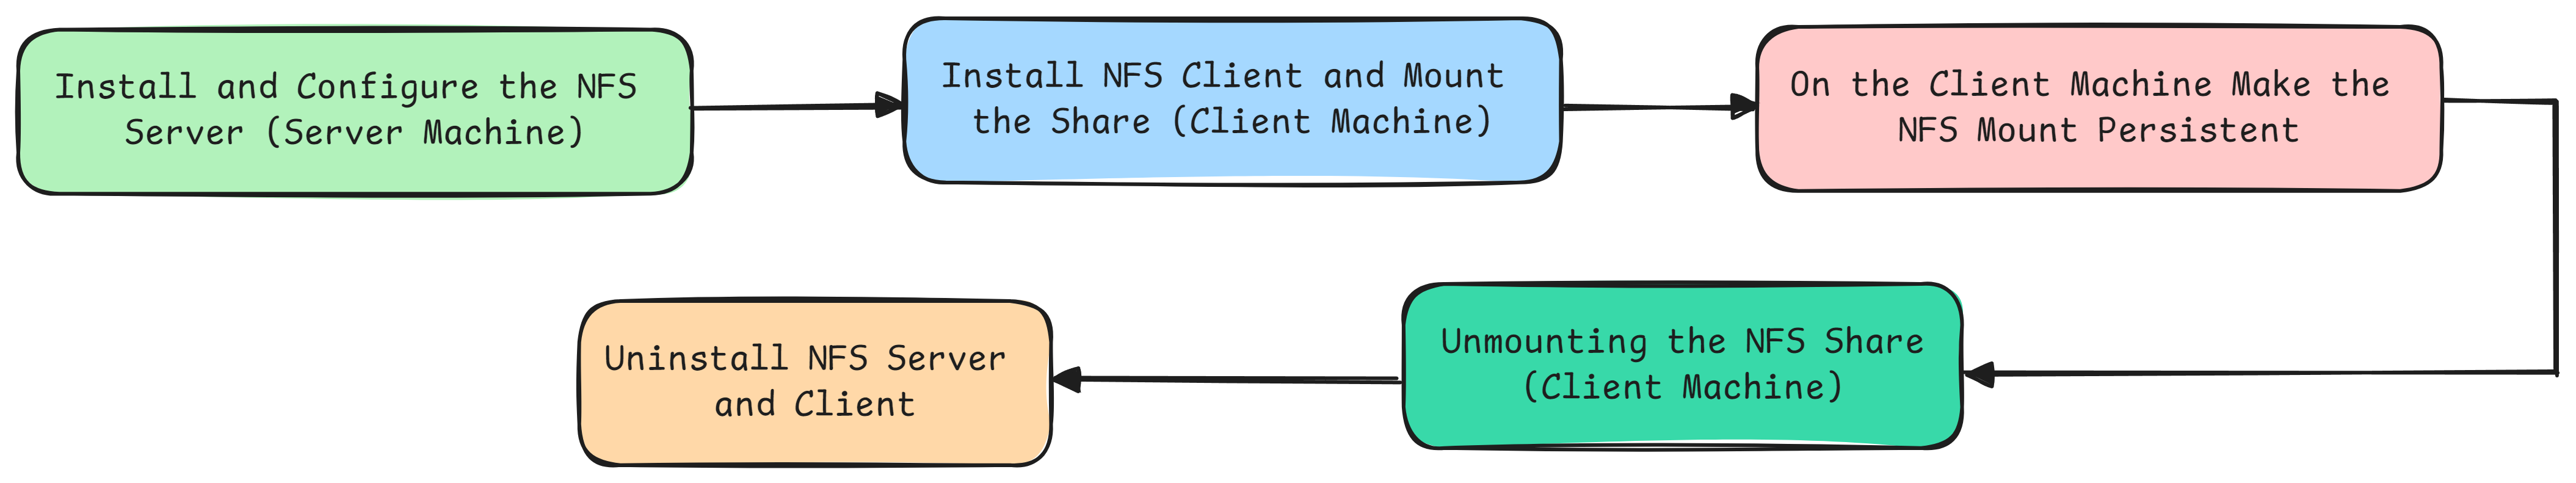 Install and Configure the NFS
Server (Server Machine)
Install NFS Client and Mount
the Share (Client Machine)
On the Client Machine Make the
NFS Mount Persistent
Unmounting the NFS Share
(Client Machine)
Uninstall NFS Server
and Client